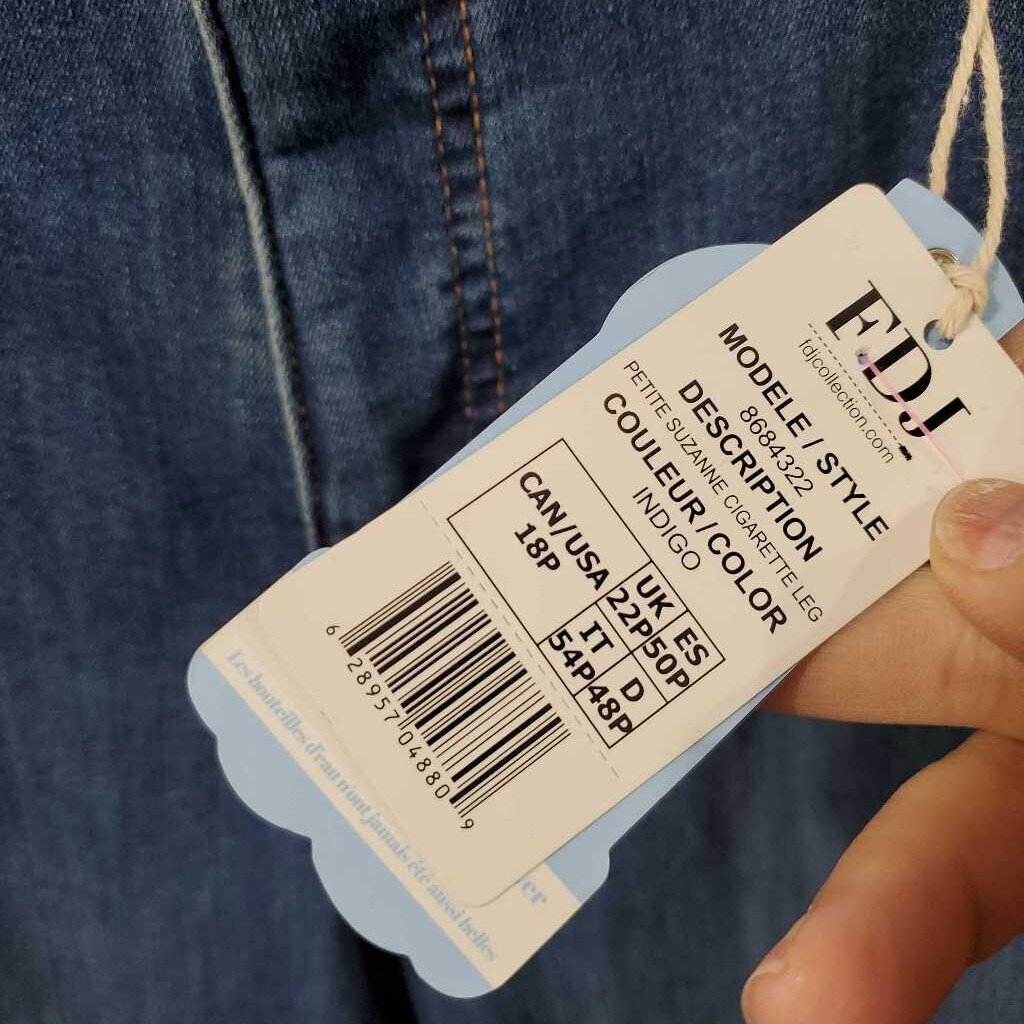 FDJ
fdjcollection.com
MODELE / STYLE
8684322
DESCRIPTION
PETITE SUZANNE CIGARETTE LEG
COULEUR / COLOR
INDIGO
CAN/USA
18P
UK
22P
ES
50P
IT
54P
D
48P
6 28957 04880 9
er
Les bouteilles d'eau n'ont jamais été aussi belles